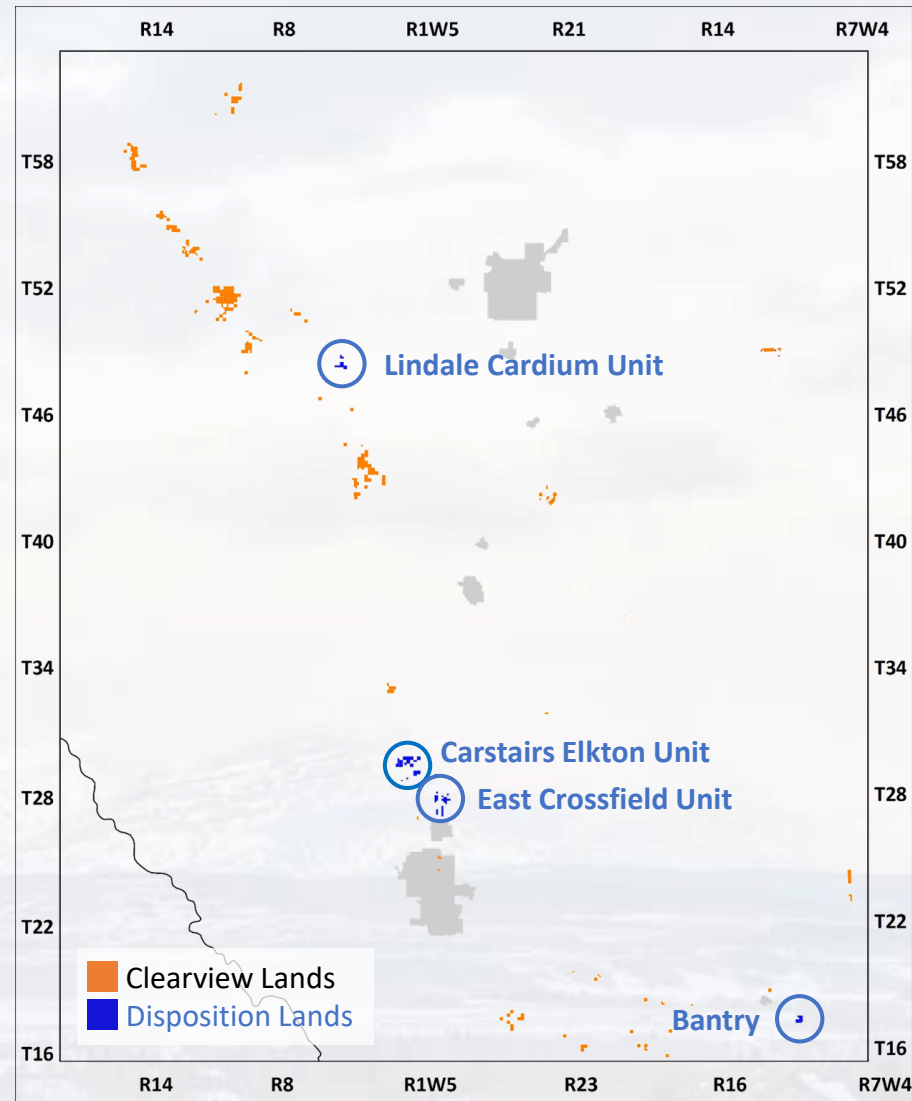 R14 R8 R1W5 R21 R14 R7W4
T58 T58
T52 T52
Lindale Cardium Unit
T46 T46
T40 T40
T34 T34
Carstairs Elkton Unit
T28 East Crossfield Unit T28
T22 T22
Clearview Lands
Disposition Lands
Bantry
T16 T16
R14 R8 R1W5 R23 R16 R7W4